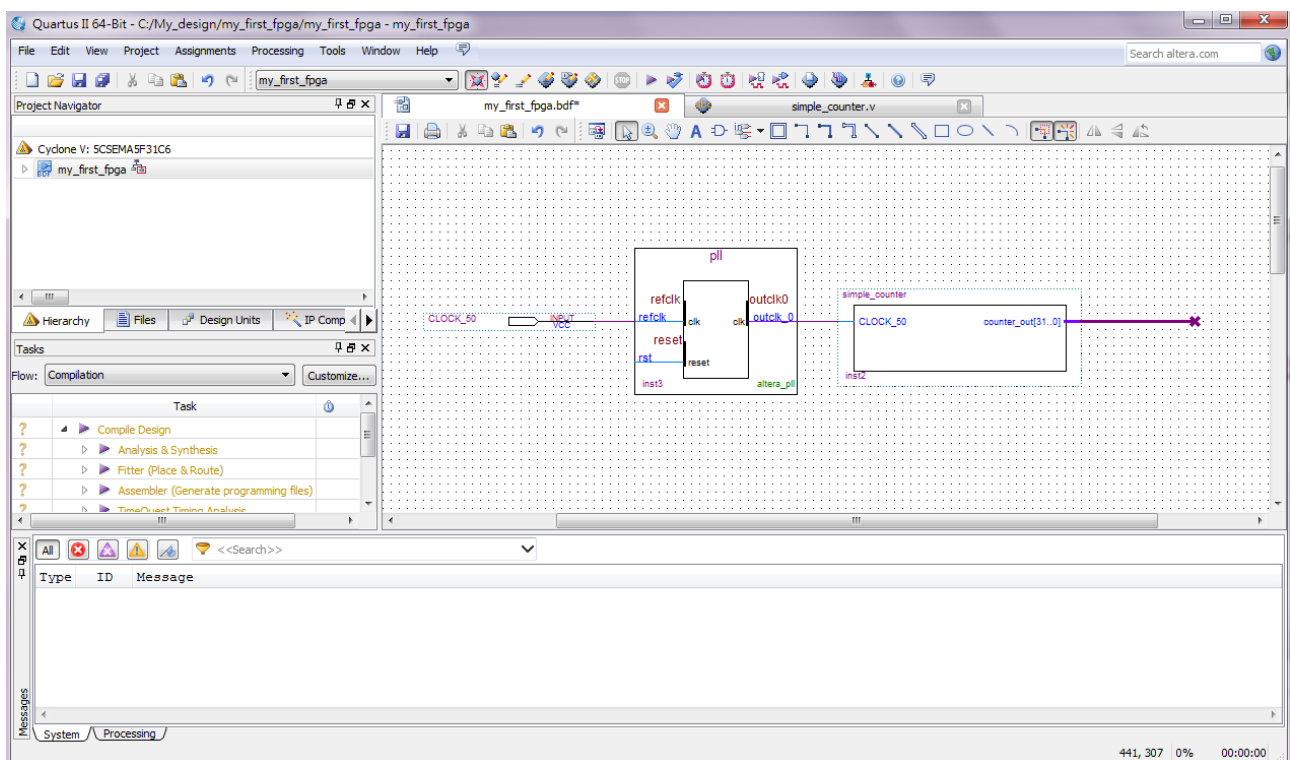 Quartus II 64-Bit - C:/My_design/my_first_fpga/my_first_fpga - my_first_fpga
File Edit View Project Assignments Processing Tools Window Help
Search altera.com
my_first_fpga
Project Navigator
my_first_fpga.bdf*
simple_counter.v
Cyclone V: 5CSEMA5F31C6
my_first_fpga
Hierarchy Files Design Units IP Comp
Tasks
Flow: Compilation Customize...
Task
? Compile Design
? Analysis & Synthesis
? Fitter (Place & Route)
? Assembler (Generate programming files)
? TimeQuest Timing Analysis
pll
refclk outclk0
CLOCK_50 INPUT
VCC
refclk clk clk outclk_0
reset
rst reset
inst3 altera_pll
simple_counter
CLOCK_50 counter_out[31..0]
inst2
All <<Search>>
Type ID Message
Messages
System Processing
441, 307 0% 00:00:00